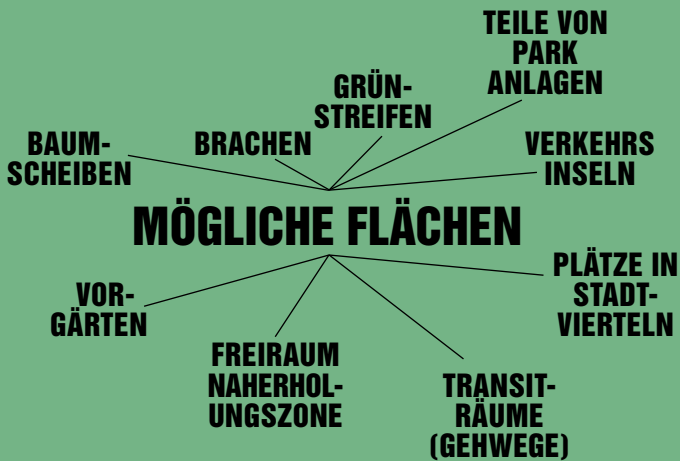 TEILE VON
PARK
ANLAGEN
GRÜN-
STREIFEN
BRACHEN
BAUM-
SCHEIBEN
VERKEHRS
INSELN
MÖGLICHE FLÄCHEN
PLÄTZE IN
STADT-
VIERTELN
VOR-
GÄRTEN
FREIRAUM
NAHERHOL-
UNGSZONE
TRANSIT-
RÄUME
(GEHWEGE)